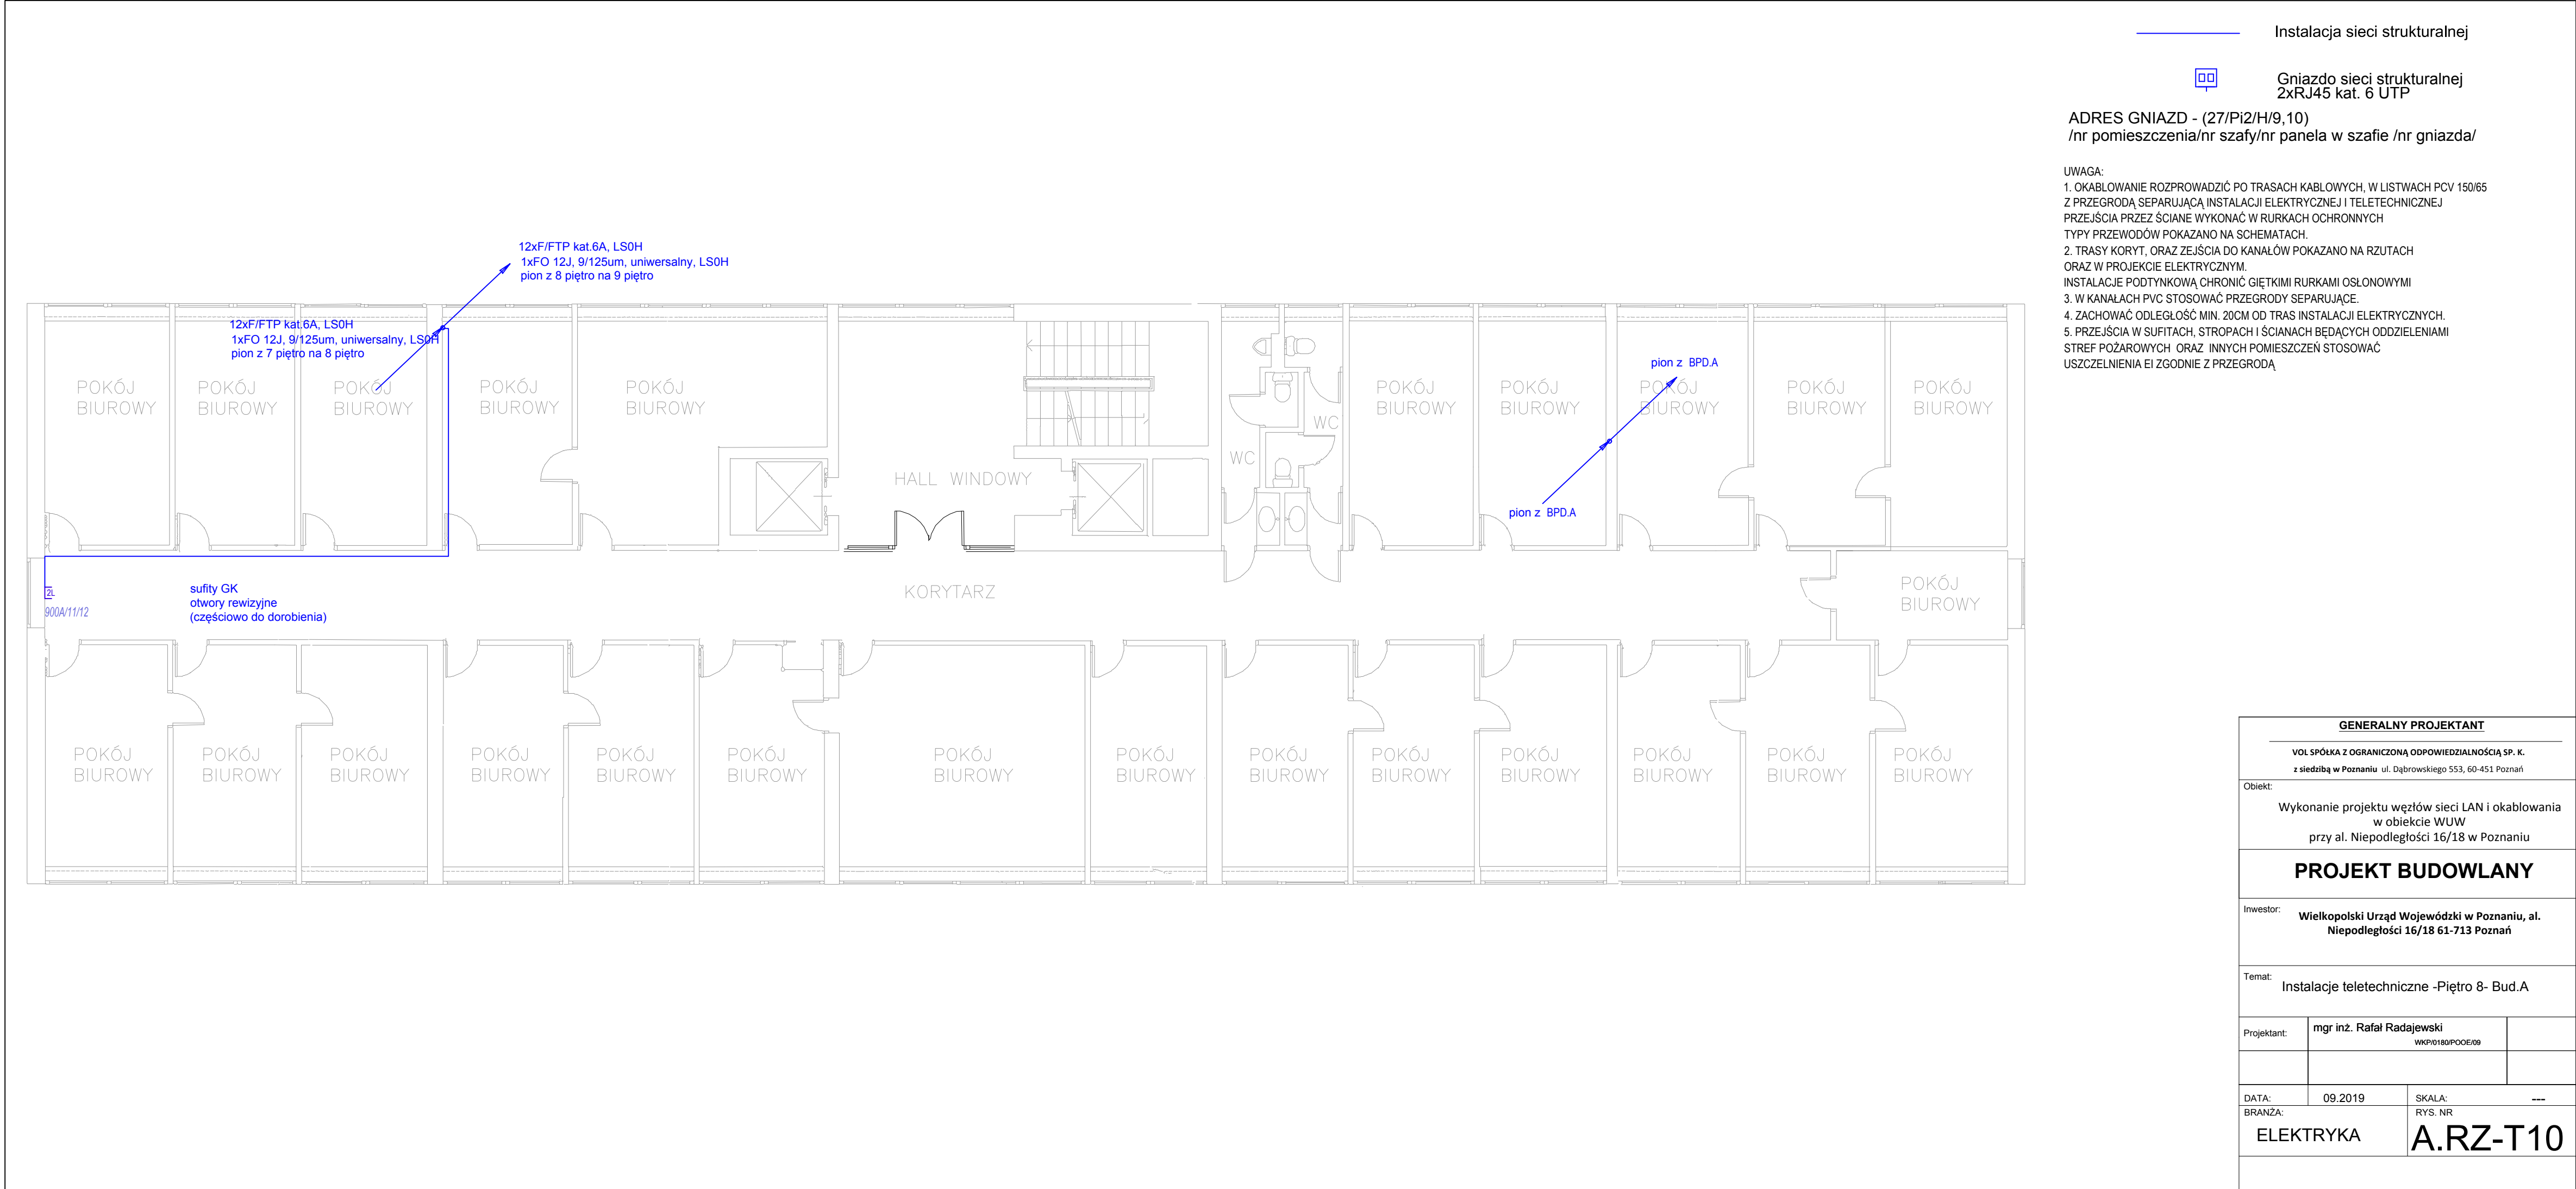 Instalacja sieci strukturalnej
Gniazdo sieci strukturalnej
2xRJ45 kat. 6 UTP
ADRES GNIAZD - (27/Pi2/H/9,10)
/nr pomieszczenia/nr szafy/nr panela w szafie /nr gniazda/
UWAGA:
1. OKABLOWANIE ROZPROWADZIĆ PO TRASACH KABLOWYCH, W LISTWACH PCV 150/65
Z PRZEGRODĄ SEPARUJĄCĄ INSTALACJI ELEKTRYCZNEJ I TELETECHNICZNEJ
PRZEJŚCIA PRZEZ ŚCIANE WYKONAĆ W RURKACH OCHRONNYCH
TYPY PRZEWODÓW POKAZANO NA SCHEMATACH.
2. TRASY KORYT, ORAZ ZEJŚCIA DO KANAŁÓW POKAZANO NA RZUTACH
ORAZ W PROJEKCIE ELEKTRYCZNYM.
INSTALACJE PODTYNKOWĄ CHRONIĆ GIĘTKIMI RURKAMI OSŁONOWYMI
3. W KANAŁACH PVC STOSOWAĆ PRZEGRODY SEPARUJĄCE.
4. ZACHOWAĆ ODLEGŁOŚĆ MIN. 20CM OD TRAS INSTALACJI ELEKTRYCZNYCH.
5. PRZEJŚCIA W SUFITACH, STROPACH I ŚCIANACH BĘDĄCYCH ODDZIELENIAMI
STREF POŻAROWYCH ORAZ INNYCH POMIESZCZEŃ STOSOWAĆ
USZCZELNIENIA EI ZGODNIE Z PRZEGRODĄ
12xF/FTP kat.6A, LS0H
1xFO 12J, 9/125um, uniwersalny, LS0H
pion z 8 piętro na 9 piętro
12xF/FTP kat.6A, LS0H
1xFO 12J, 9/125um, uniwersalny, LS0H
pion z 7 piętro na 8 piętro
POKÓJ
BIUROWY
POKÓJ
BIUROWY
POKÓJ
BIUROWY
POKÓJ
BIUROWY
POKÓJ
BIUROWY
HALL WINDOWY
WC
WC
POKÓJ
BIUROWY
POKÓJ
BIUROWY
pion z BPD.A
POKÓJ
BIUROWY
POKÓJ
BIUROWY
POKÓJ
BIUROWY
pion z BPD.A
2L
900A/11/12
sufity GK
otwory rewizyjne
(częściowo do dorobienia)
KORYTARZ
POKÓJ
BIUROWY
POKÓJ
BIUROWY
POKÓJ
BIUROWY
POKÓJ
BIUROWY
POKÓJ
BIUROWY
POKÓJ
BIUROWY
POKÓJ
BIUROWY
POKÓJ
BIUROWY
POKÓJ
BIUROWY
POKÓJ
BIUROWY
POKÓJ
BIUROWY
POKÓJ
BIUROWY
POKÓJ
BIUROWY
POKÓJ
BIUROWY
POKÓJ
BIUROWY
GENERALNY PROJEKTANT
VOL SPÓŁKA Z OGRANICZONĄ ODPOWIEDZIALNOŚCIĄ SP. K.
z siedzibą w Poznaniu ul. Dąbrowskiego 553, 60-451 Poznań
Obiekt:
Wykonanie projektu węzłów sieci LAN i okablowania
w obiekcie WUW
przy al. Niepodległości 16/18 w Poznaniu
PROJEKT BUDOWLANY
Inwestor:
Wielkopolski Urząd Wojewódzki w Poznaniu, al.
Niepodległości 16/18 61-713 Poznań
Temat:
Instalacje teletechniczne -Piętro 8- Bud.A
Projektant: mgr inż. Rafał Radajewski
WKP/0180/POOE/09
DATA: 09.2019 SKALA: ---
BRANŻA: RYS. NR
ELEKTRYKA A.RZ-T10